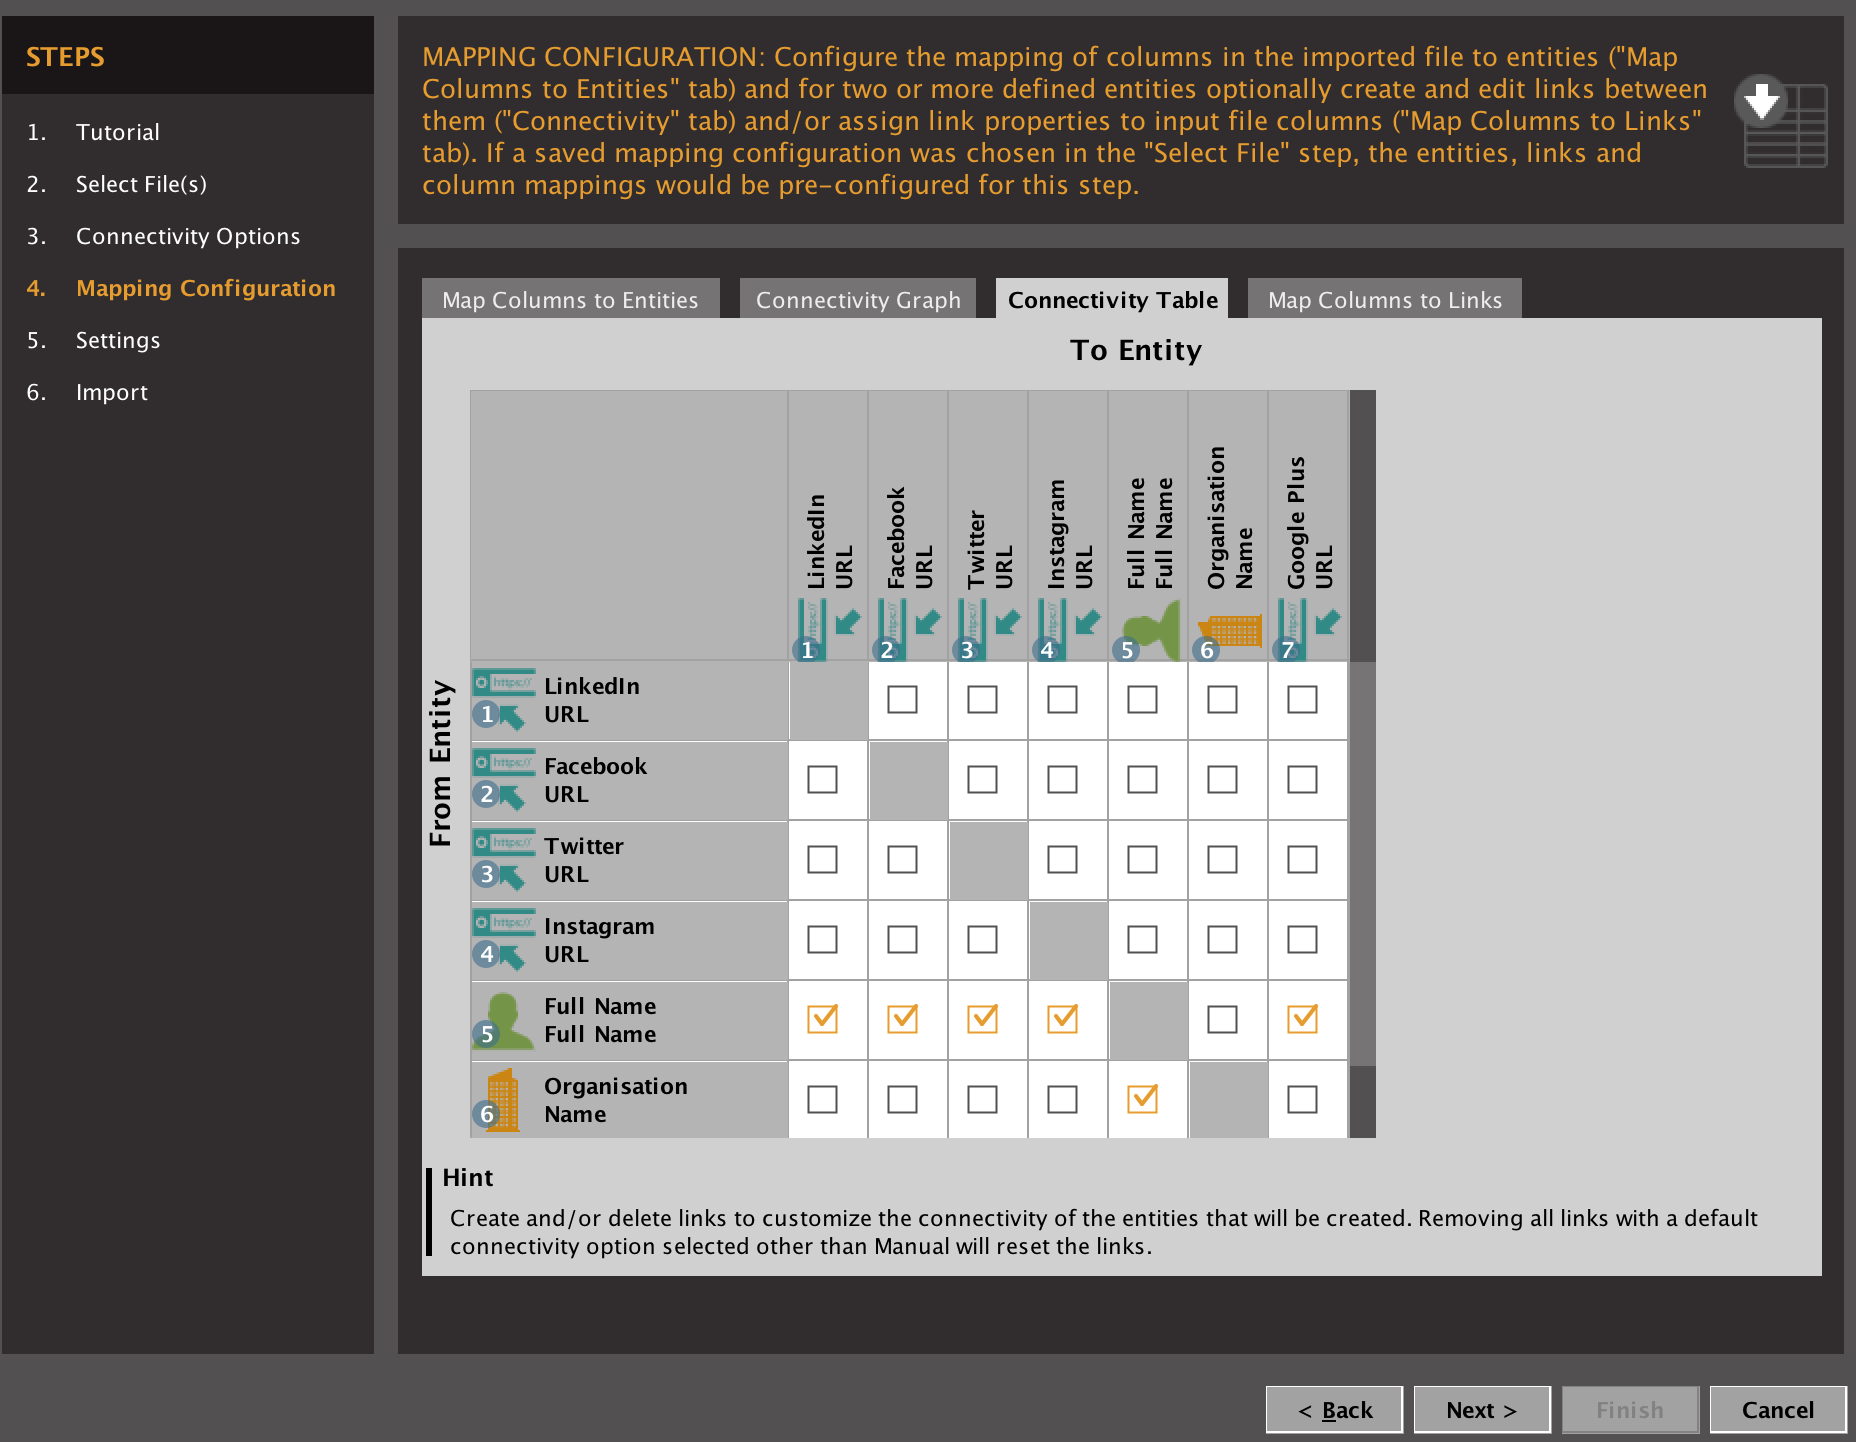 STEPS
1. Tutorial
2. Select File(s)
3. Connectivity Options
4. Mapping Configuration
5. Settings
6. Import
MAPPING CONFIGURATION: Configure the mapping of columns in the imported file to entities ("Map
Columns to Entities" tab) and for two or more defined entities optionally create and edit links between
them ("Connectivity" tab) and/or assign link properties to input file columns ("Map Columns to Links"
tab). If a saved mapping configuration was chosen in the "Select File" step, the entities, links and
column mappings would be pre-configured for this step.
Map Columns to Entities
Connectivity Graph
Connectivity Table
Map Columns to Links
To Entity
LinkedIn
URL
https://
1
Facebook
URL
https://
2
Twitter
URL
https://
3
Instagram
URL
https://
4
Full Name
Full Name
5
Organisation
Name
6
Google Plus
URL
https://
7
From Entity
https://
LinkedIn
1
URL
https://
Facebook
2
URL
https://
Twitter
3
URL
https://
Instagram
4
URL
Full Name
5
Full Name
Organisation
6
Name
Hint
Create and/or delete links to customize the connectivity of the entities that will be created. Removing all links with a default
connectivity option selected other than Manual will reset the links.
< Back
Next >
Finish
Cancel